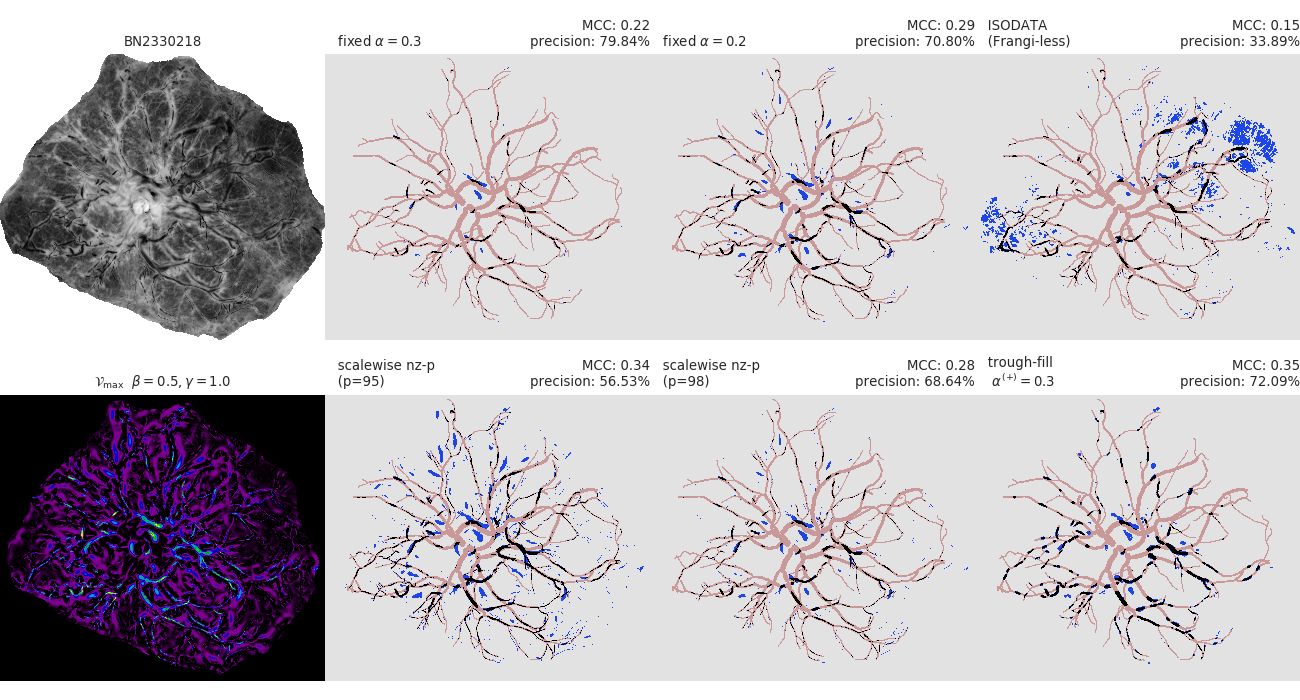 BN2330218
fixed α = 0.3
MCC: 0.22
precision: 79.84%
fixed α = 0.2
MCC: 0.29
precision: 70.80%
ISODATA
(Frangi-less)
MCC: 0.15
precision: 33.89%
𝒱max β = 0.5, γ = 1.0
scalewise nz-p
(p=95)
MCC: 0.34
precision: 56.53%
scalewise nz-p
(p=98)
MCC: 0.28
precision: 68.64%
trough-fill
α(+) = 0.3
MCC: 0.35
precision: 72.09%